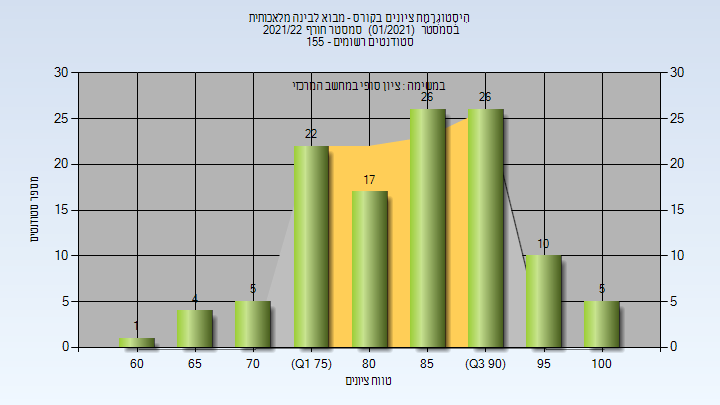 היסטוגרמת ציונים בקורס - מבוא לבינה מלאכותית
בסמסטר (01/2021) סמסטר חורף 2021/22
סטודנטים רשומים - 155
במשימה : ציון סופי במחשב המרכזי
30 30
25 25
20 20
15 15
10 10
5 5
0 0
1 4 5 22 17 26 26 10 5
60 65 70 (Q1 75) 80 85 (Q3 90) 95 100
מספר סטודנטים
טווח ציונים